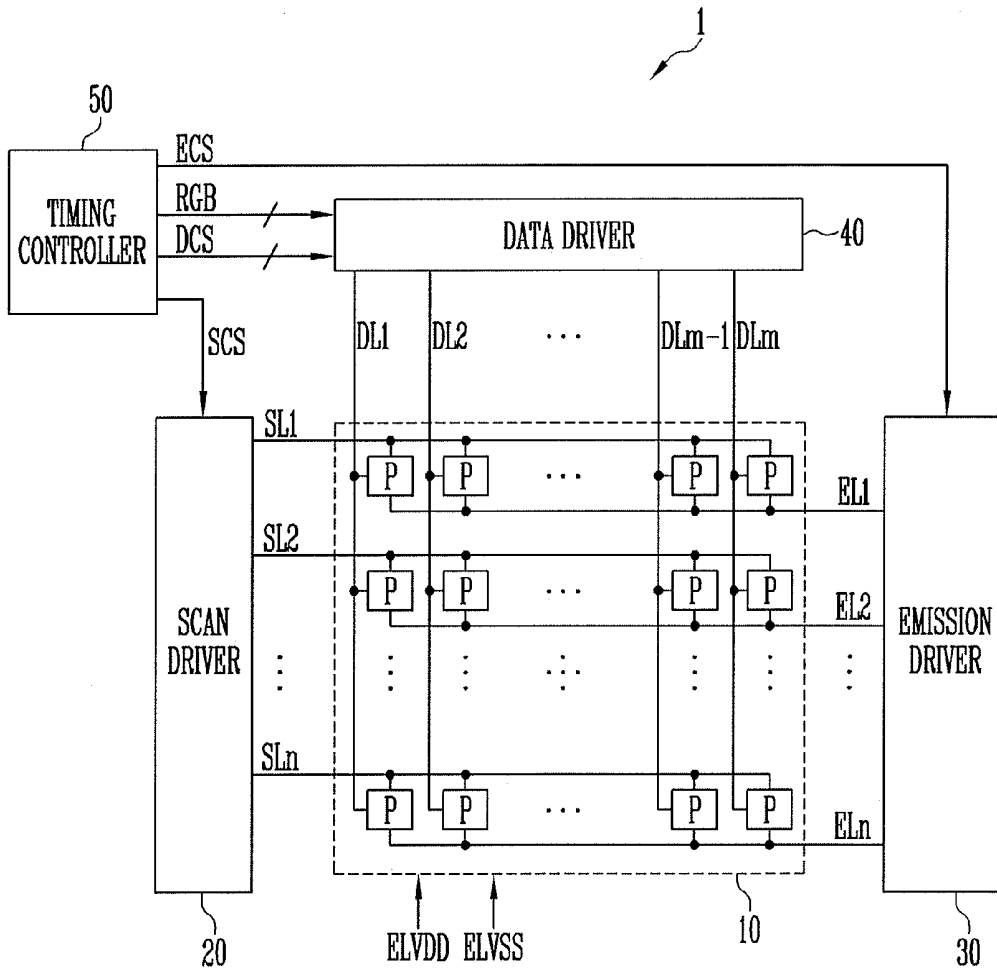 1
50
TIMING
CONTROLLER
ECS
RGB
DCS
SCS
DATA DRIVER
40
DL1
DL2
...
DLm-1
DLm
SCAN
DRIVER
20
SL1
P P ... P P
EL1
SL2
P P ... P P
EL2
SLn
P P ... P P
ELn
EMISSION
DRIVER
30
10
ELVDD
ELVSS